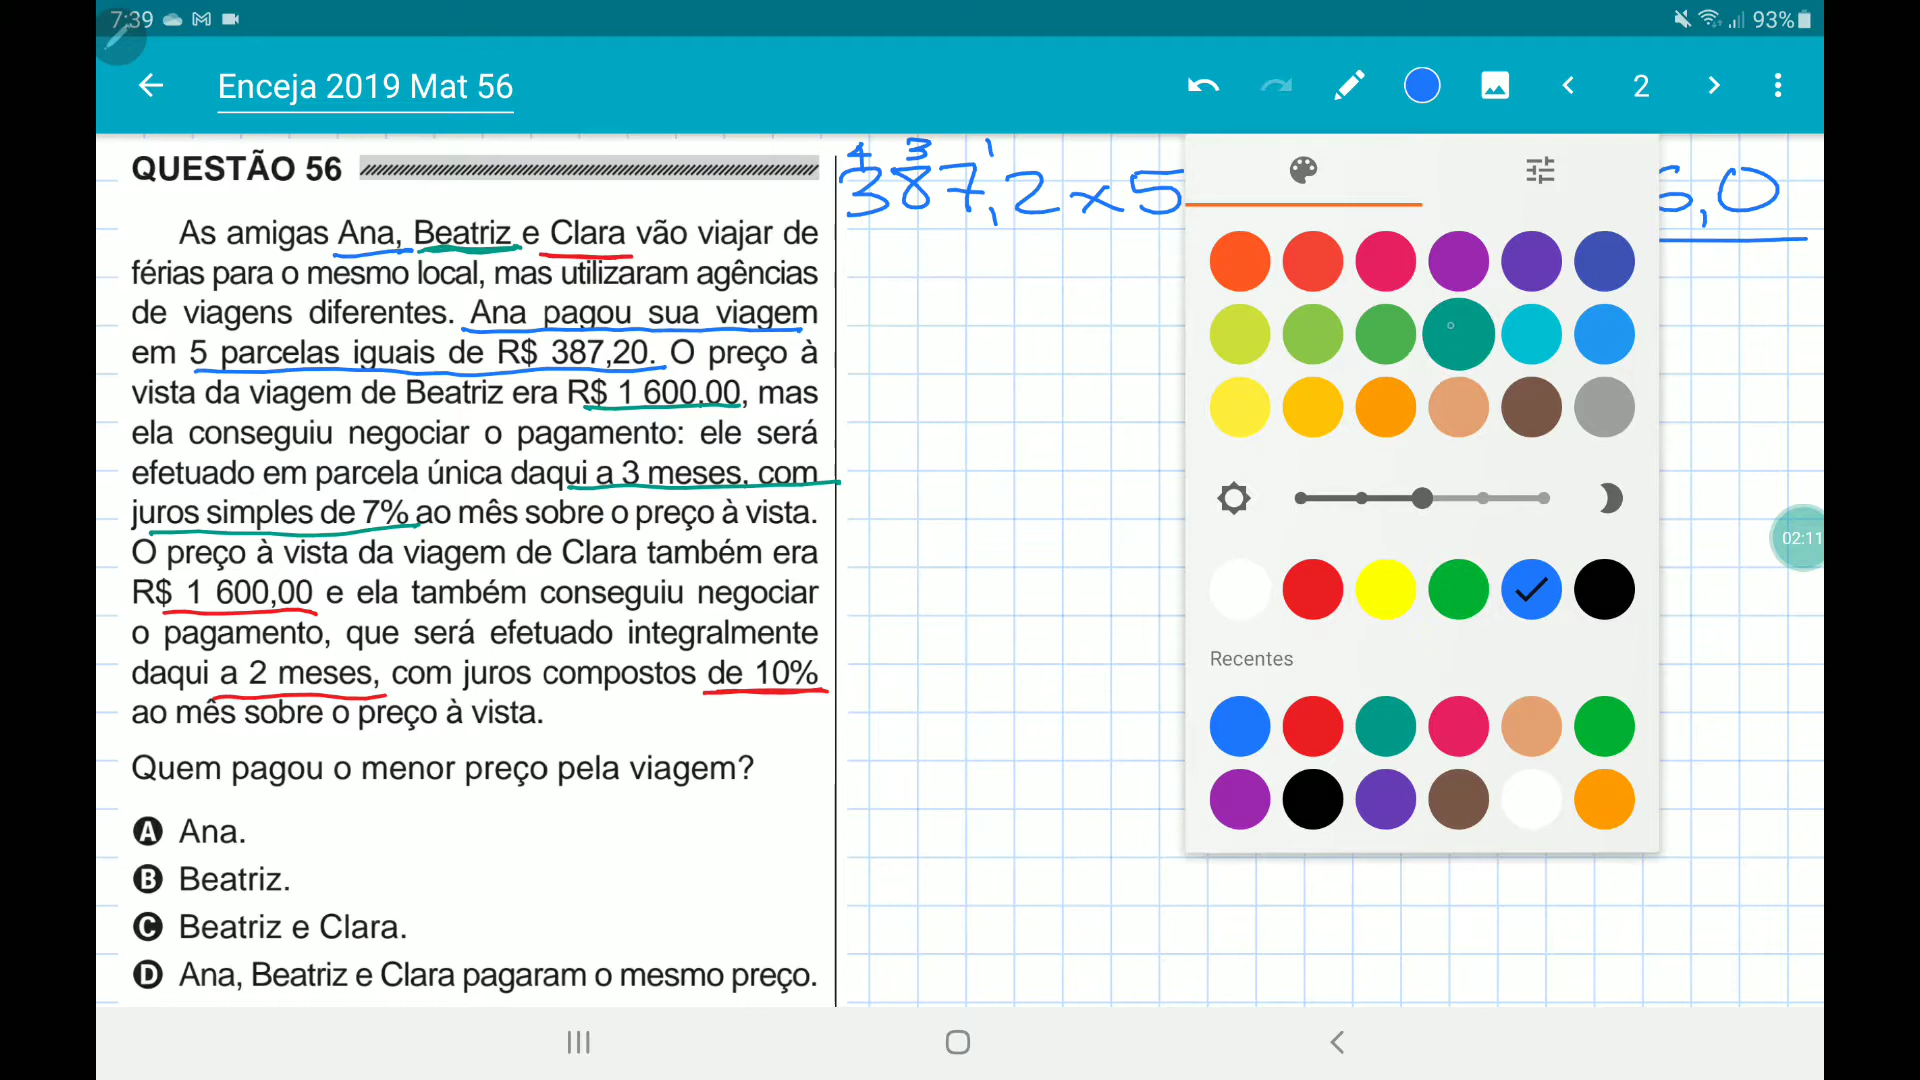 7:39 93%
Enceja 2019 Mat 56 2
QUESTÃO 56
As amigas Ana, Beatriz e Clara vão viajar de
férias para o mesmo local, mas utilizaram agências
de viagens diferentes. Ana pagou sua viagem
em 5 parcelas iguais de R$ 387,20. O preço à
vista da viagem de Beatriz era R$ 1 600,00, mas
ela conseguiu negociar o pagamento: ele será
efetuado em parcela única daqui a 3 meses, com
juros simples de 7% ao mês sobre o preço à vista.
O preço à vista da viagem de Clara também era
R$ 1 600,00 e ela também conseguiu negociar
o pagamento, que será efetuado integralmente
daqui a 2 meses, com juros compostos de 10%
ao mês sobre o preço à vista.
Quem pagou o menor preço pela viagem?
A Ana.
B Beatriz.
C Beatriz e Clara.
D Ana, Beatriz e Clara pagaram o mesmo preço.
4 3 1
387,2 x 5
6,0
Recentes
02:11